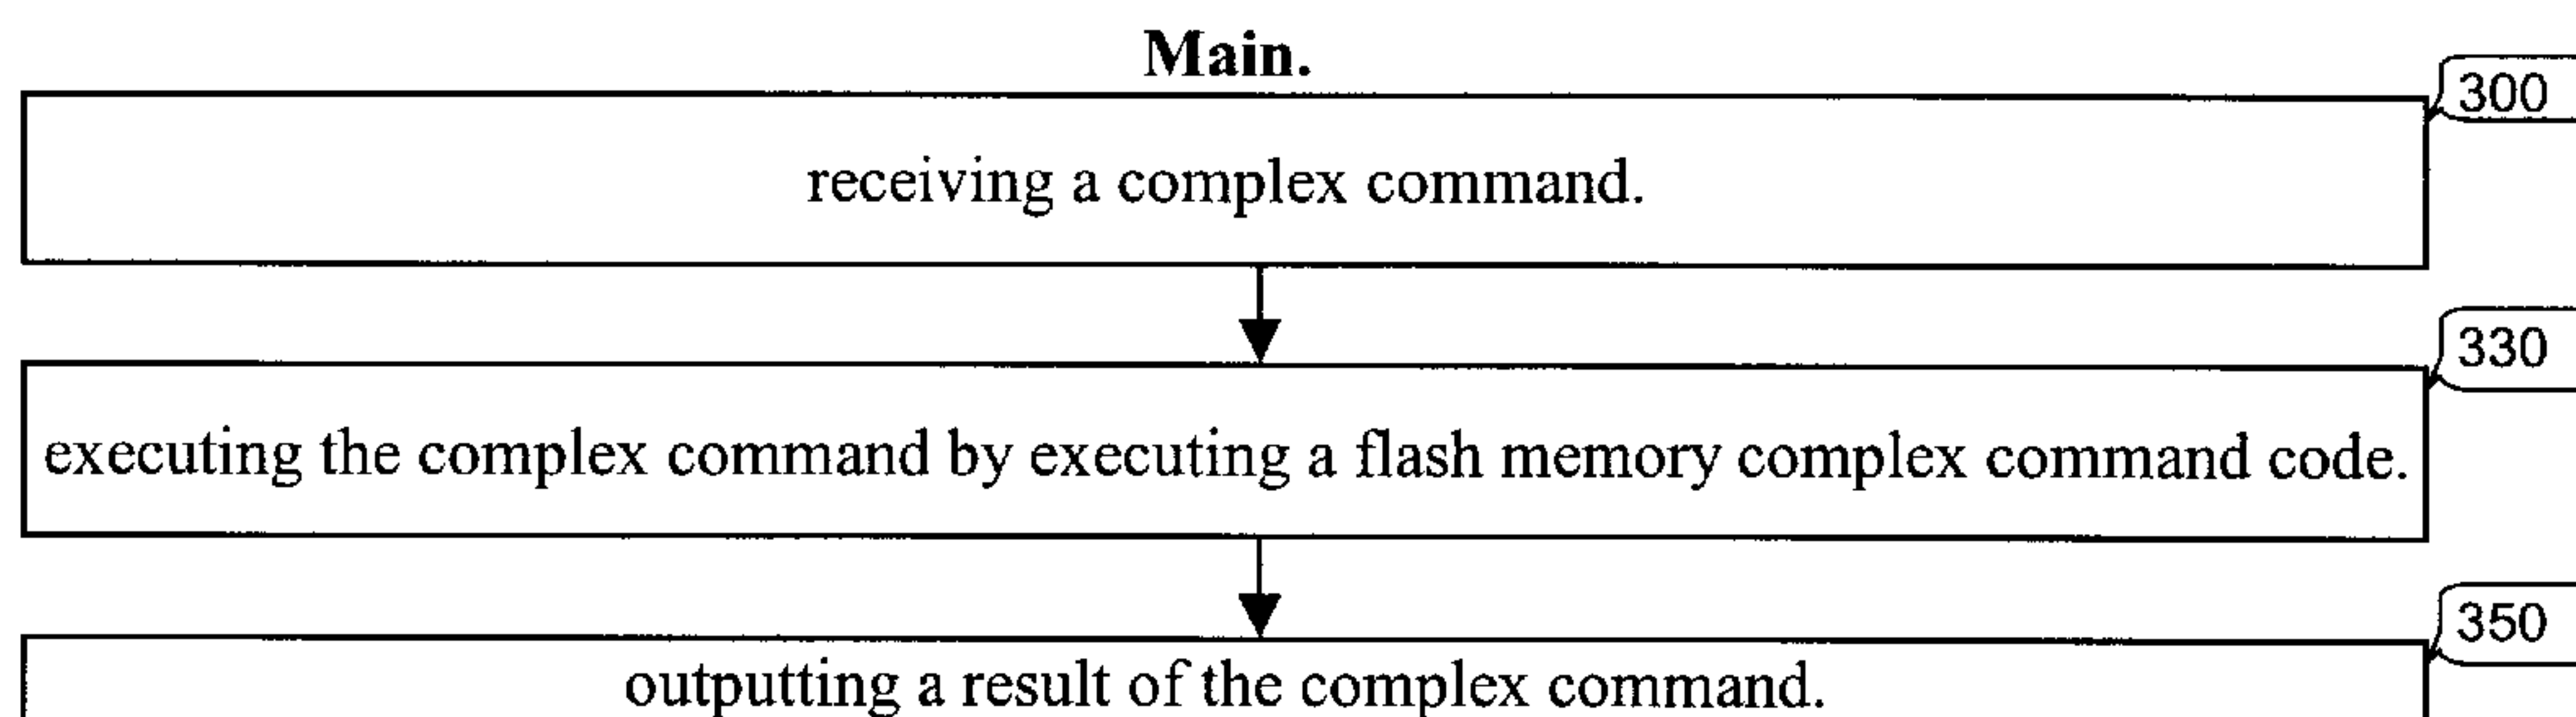 Main.
300
receiving a complex command.
330
executing the complex command by executing a flash memory complex command code.
350
outputting a result of the complex command.